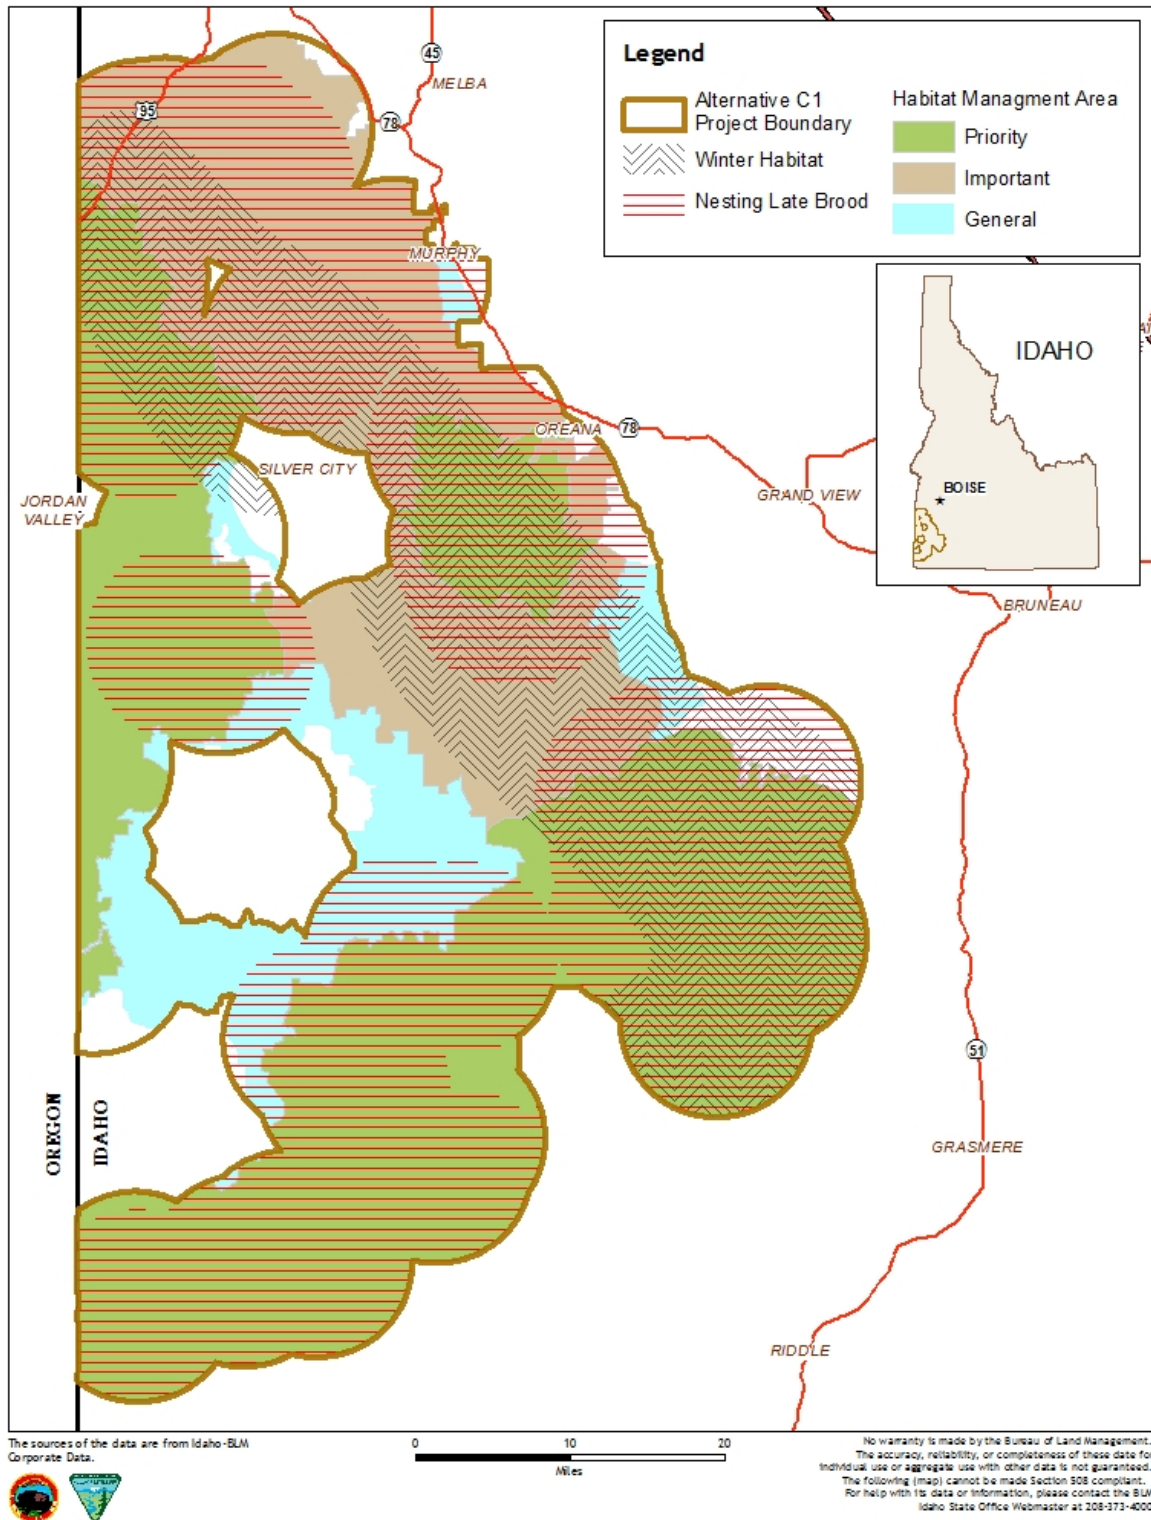 Legend
Alternative C1
Project Boundary
Winter Habitat
Nesting Late Brood
Habitat Managment Area
Priority
Important
General
45
MELBA
95
78
MURPHY
IDAHO
BOISE
OREANA
78
SILVER CITY
JORDAN
VALLEY
GRAND VIEW
BRUNEAU
51
OREGON
IDAHO
GRASMERE
RIDDLE
The sources of the data are from Idaho-BLM
Corporate Data.
0 10 20
Miles
No warranty is made by the Bureau of Land Management.
The accuracy, reliability, or completeness of these date for
individual use or aggregate use with other data is not guaranteed.
The following (map) cannot be made Section 508 compliant.
For help with its data or information, please contact the BLM
Idaho State Office Webmaster at 208-373-4000